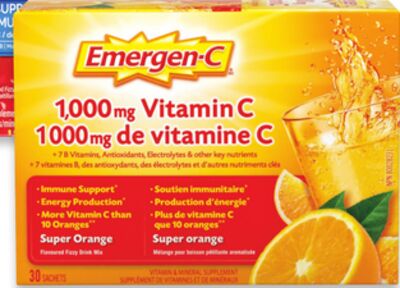 SUPP
Emergen-C
1,000mg Vitamin C
1000mg de vitamine C
+ 7 B Vitamins, Antioxidants, Electrolytes & other key nutrients
+ 7 vitamines B, des antioxydants, des électrolytes et d'autres nutriments clés
• Immune Support*
• Energy Production*
• More Vitamin C than
10 Oranges**
Super Orange
Flavoured Fizzy Drink Mix
• Soutien immunitaire*
• Production d'énergie*
• Plus de vitamine C
que 10 oranges**
Super orange
Mélange pour boisson pétillante aromatisée
30 SACHETS
VITAMIN & MINERAL SUPPLEMENT
SUPPLÉMENT DE VITAMINES ET DE MINÉRAUX